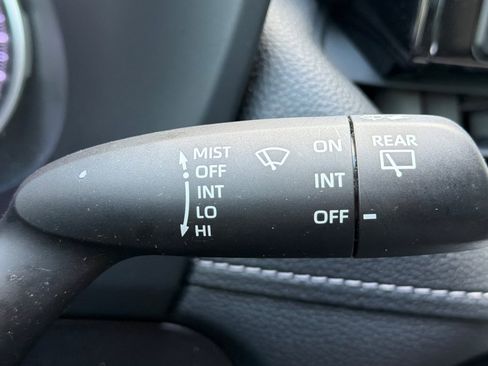 MIST
OFF
INT
LO
HI
ON
INT
OFF
REAR